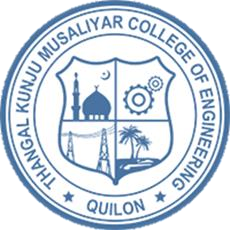 THANGAL KUNJU MUSALIYAR COLLEGE OF ENGINEERING
QUILON